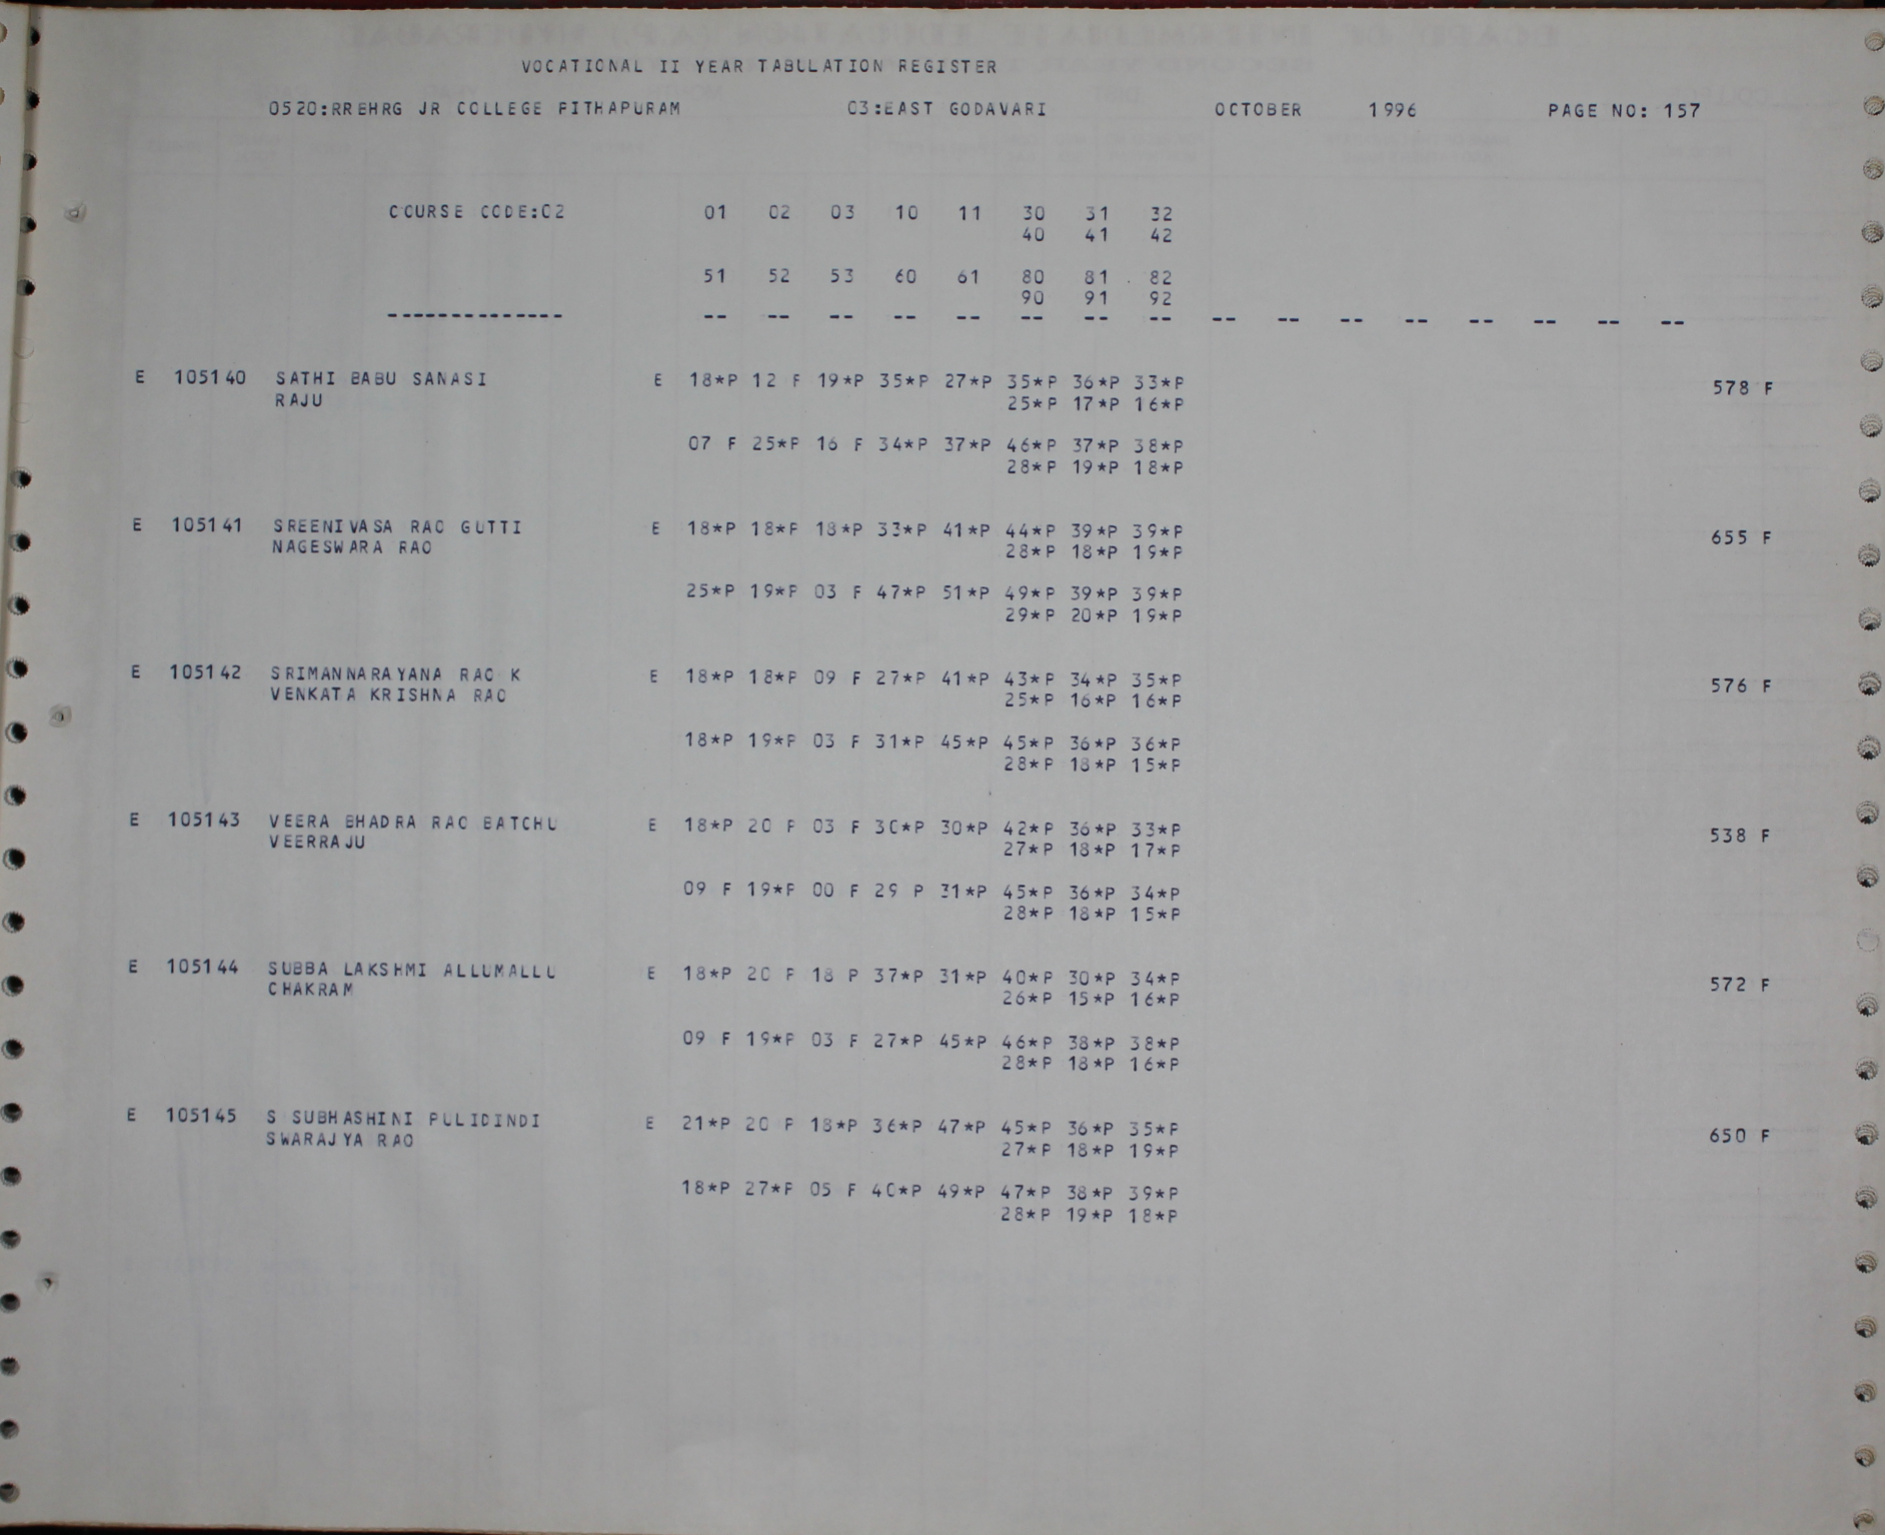 VOCATIONAL II YEAR TABULATION REGISTER
0520:RREHRG JR COLLEGE PITHAPURAM 03:EAST GODAVARI OCTOBER 1996 PAGE NO: 157
COURSE CODE:02 01 02 03 10 11 30 31 32
40 41 42
51 52 53 60 61 80 81 82
90 91 92
-------------- -- -- -- -- -- -- -- -- -- -- -- -- -- -- -- --
E 105140 SATHI BABU SANASI E 18*P 12 F 19*P 35*P 27*P 35*P 36*P 33*P 578 F
RAJU 25*P 17*P 16*P
07 F 25*P 16 F 34*P 37*P 46*P 37*P 38*P
28*P 19*P 18*P
E 105141 SREENIVASA RAO GUTTI E 18*P 18*P 18*P 33*P 41*P 44*P 39*P 39*P 655 F
NAGESWARA RAO 28*P 18*P 19*P
25*P 19*P 03 F 47*P 51*P 49*P 39*P 39*P
29*P 20*P 19*P
E 105142 SRIMANNARAYANA RAO K E 18*P 18*P 09 F 27*P 41*P 43*P 34*P 35*P 576 F
VENKATA KRISHNA RAO 25*P 16*P 16*P
18*P 19*P 03 F 31*P 45*P 45*P 36*P 36*P
28*P 18*P 15*P
E 105143 VEERA BHADRA RAO BATCHU E 18*P 20 P 03 F 30*P 30*P 42*P 36*P 33*P 538 F
VEERRAJU 27*P 18*P 17*P
09 F 19*P 00 F 29 P 31*P 45*P 36*P 34*P
28*P 18*P 15*P
E 105144 SUBBA LAKSHMI ALLUMALLU E 18*P 20 P 18 P 37*P 31*P 40*P 30*P 34*P 572 F
CHAKRAM 26*P 15*P 16*P
09 F 19*P 03 F 27*P 45*P 46*P 38*P 38*P
28*P 18*P 16*P
E 105145 S SUBHASHINI PULIDINDI E 21*P 20 P 18*P 36*P 47*P 45*P 36*P 35*P 650 F
SWARAJYA RAO 27*P 18*P 19*P
18*P 27*P 05 F 40*P 49*P 47*P 38*P 39*P
28*P 19*P 18*P